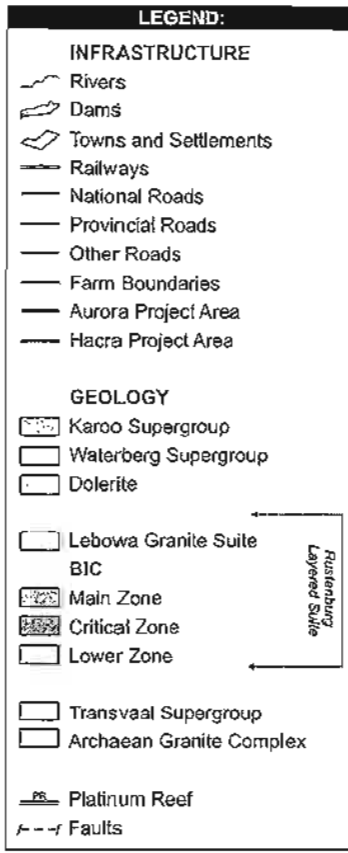 LEGEND:
INFRASTRUCTURE
Rivers
Dams
Towns and Settlements
Railways
National Roads
Provincial Roads
Other Roads
Farm Boundaries
Aurora Project Area
Hacra Project Area
GEOLOGY
Karoo Supergroup
Waterberg Supergroup
Dolerite
Lebowa Granite Suite
BIC
Main Zone
Critical Zone
Lower Zone
Rustenburg
Layered Suite
Transvaal Supergroup
Archaean Granite Complex
PR Platinum Reef
Faults